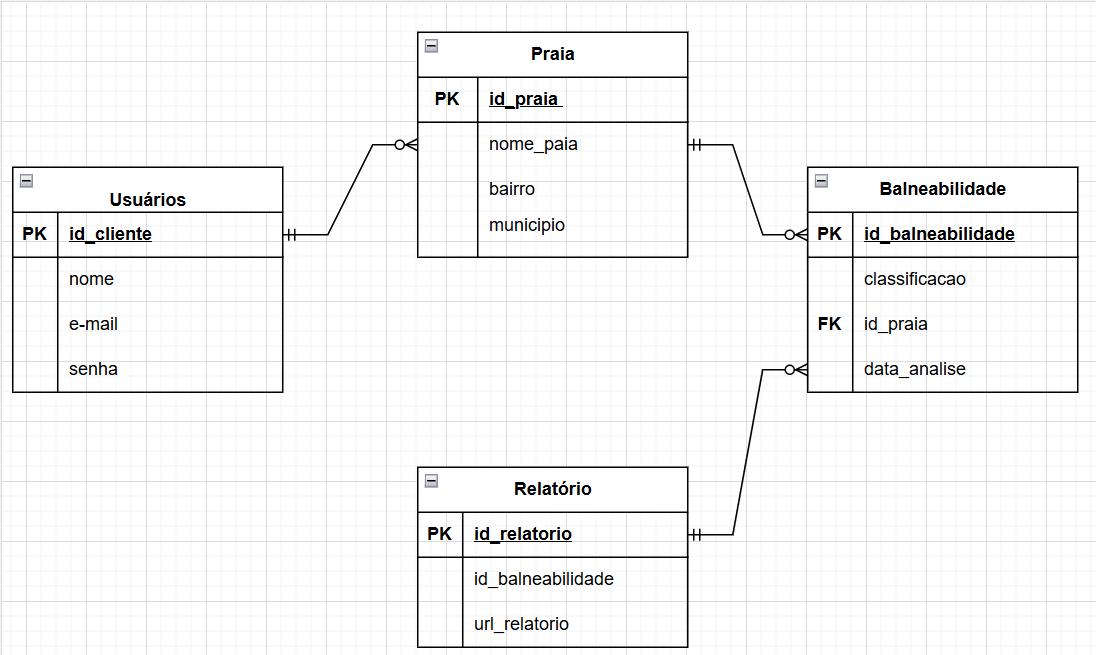 Praia
PK id_praia
nome_paia
bairro
municipio
Usuários
PK id_cliente
nome
e-mail
senha
Balneabilidade
PK id_balneabilidade
classificacao
FK id_praia
data_analise
Relatório
PK id_relatorio
id_balneabilidade
url_relatorio